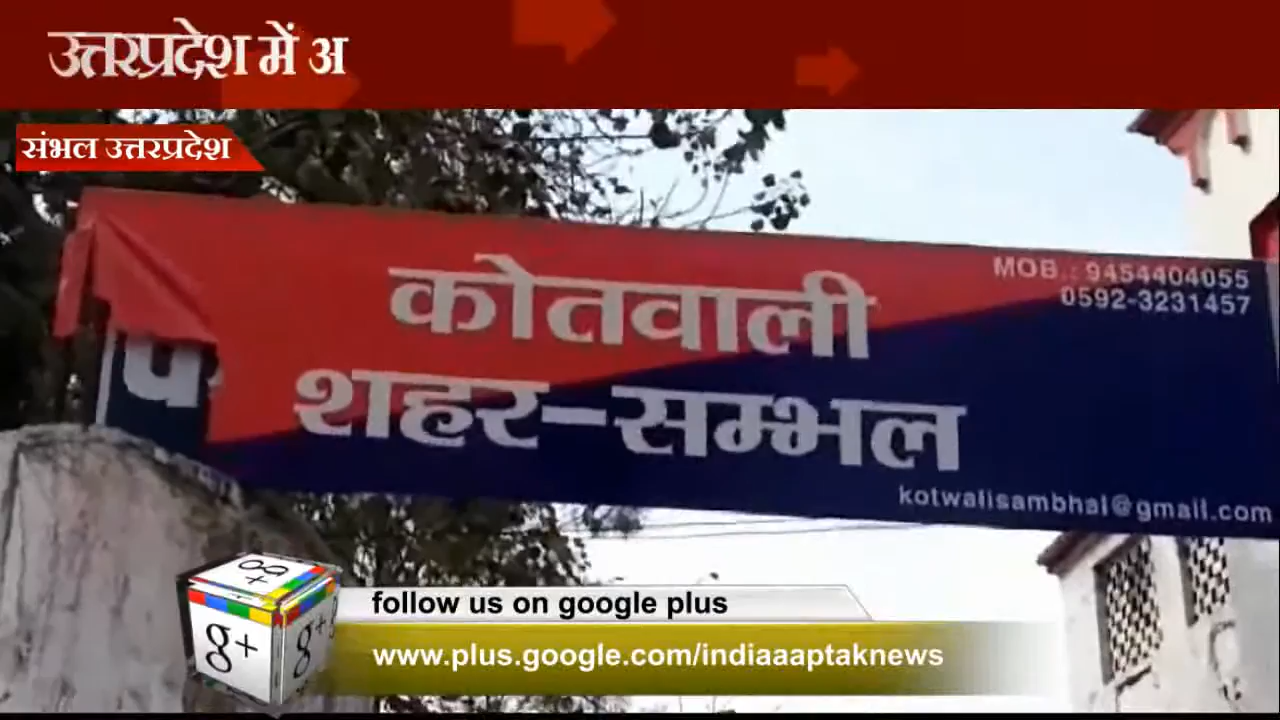 उत्तरप्रदेश में अ
संभल उत्तरप्रदेश
MOB.: 9454404055
0592-3231457
कोतवाली
शहर-सम्भल
kotwalisambhal@gmail.com
g+
g+
g+
follow us on google plus
www.plus.google.com/indiaaaptaknews